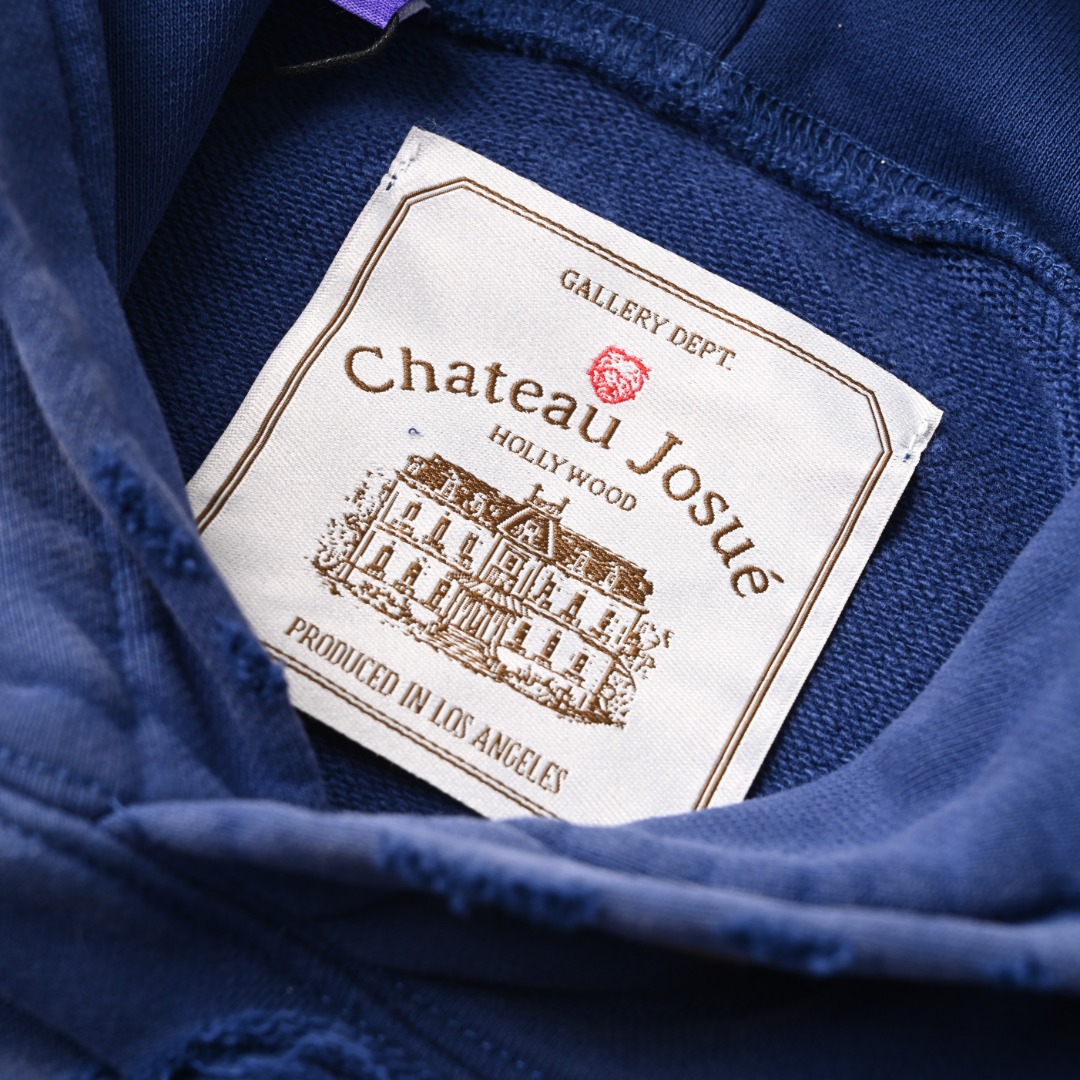 GALLERY DEPT.
Chateau Josué
HOLLYWOOD
PRODUCED IN LOS ANGELES